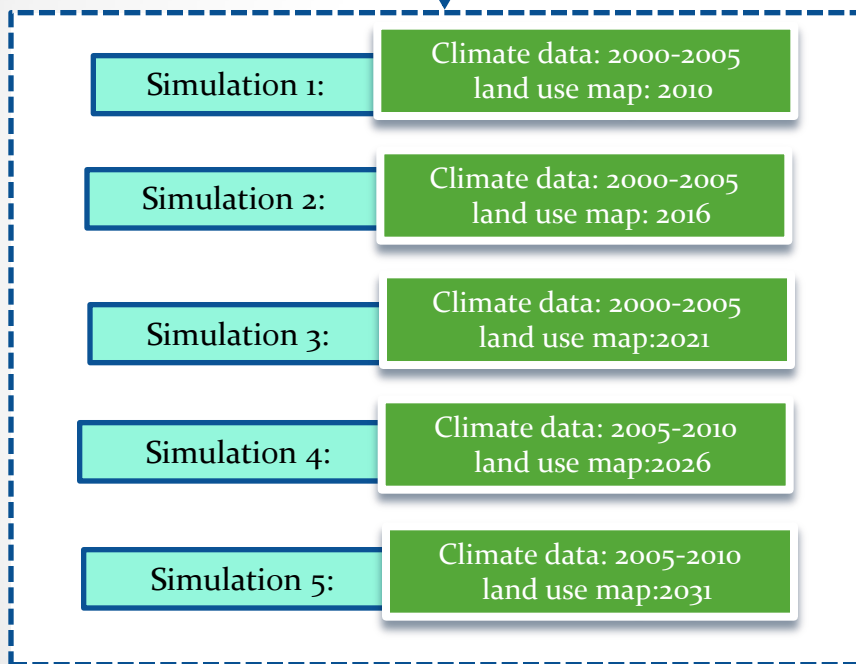 Simulation 1:
Climate data: 2000-2005
land use map: 2010
Simulation 2:
Climate data: 2000-2005
land use map: 2016
Simulation 3:
Climate data: 2000-2005
land use map:2021
Simulation 4:
Climate data: 2005-2010
land use map:2026
Simulation 5:
Climate data: 2005-2010
land use map:2031